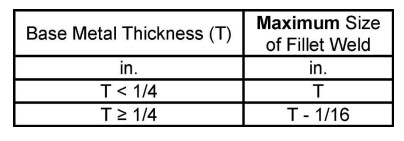 Base Metal Thickness (T) Maximum Size
of Fillet Weld
in. in.
T < 1/4 T
T ≥ 1/4 T - 1/16